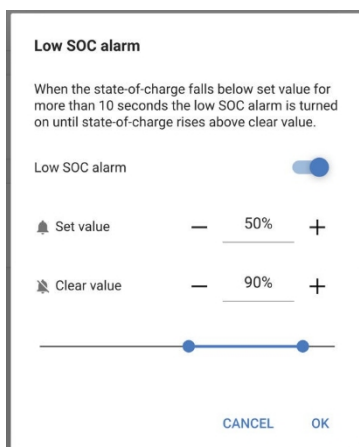 Low SOC alarm
When the state-of-charge falls below set value for
more than 10 seconds the low SOC alarm is turned
on until state-of-charge rises above clear value.
Low SOC alarm
Set value — 50% +
Clear value — 90% +
CANCEL OK